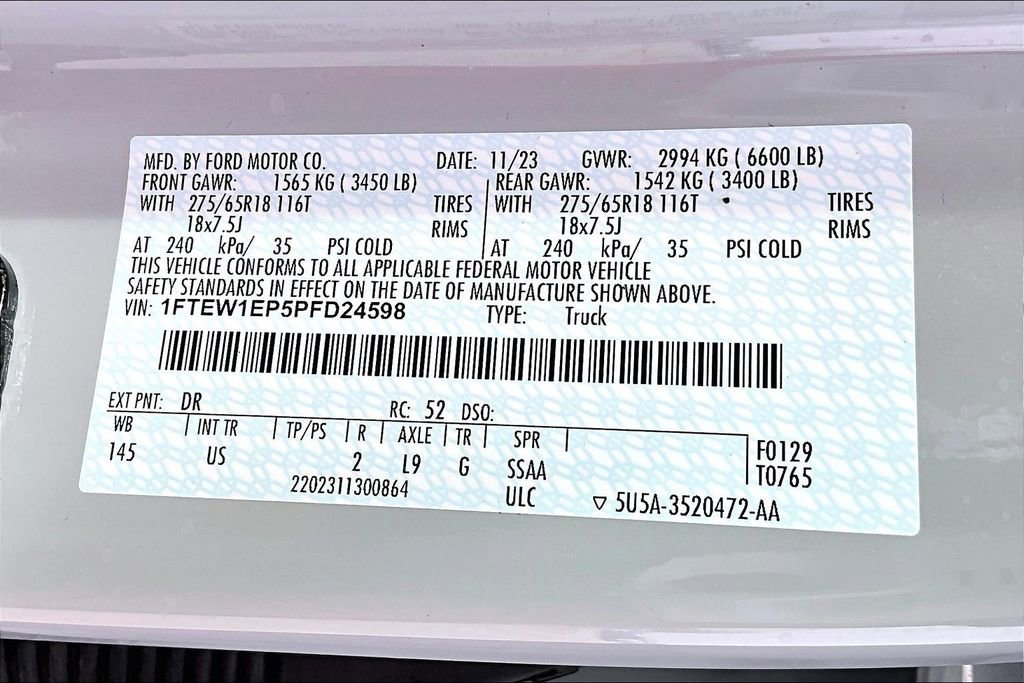 MFD. BY FORD MOTOR CO. DATE: 11/23 GVWR: 2994 KG ( 6600 LB)
FRONT GAWR: 1565 KG ( 3450 LB) REAR GAWR: 1542 KG ( 3400 LB)
WITH 275/65R18 116T TIRES WITH 275/65R18 116T TIRES
18x7.5J RIMS 18x7.5J RIMS
AT 240 kPa/ 35 PSI COLD AT 240 kPa/ 35 PSI COLD
THIS VEHICLE CONFORMS TO ALL APPLICABLE FEDERAL MOTOR VEHICLE
SAFETY STANDARDS IN EFFECT ON THE DATE OF MANUFACTURE SHOWN ABOVE.
VIN: 1FTEW1EP5PFD24598 TYPE: Truck
EXT PNT: DR RC: 52 DSO:
WB INT TR TP/PS R AXLE TR SPR F0129
145 US 2 L9 G SSAA T0765
2202311300864 ULC ▽ 5U5A-3520472-AA